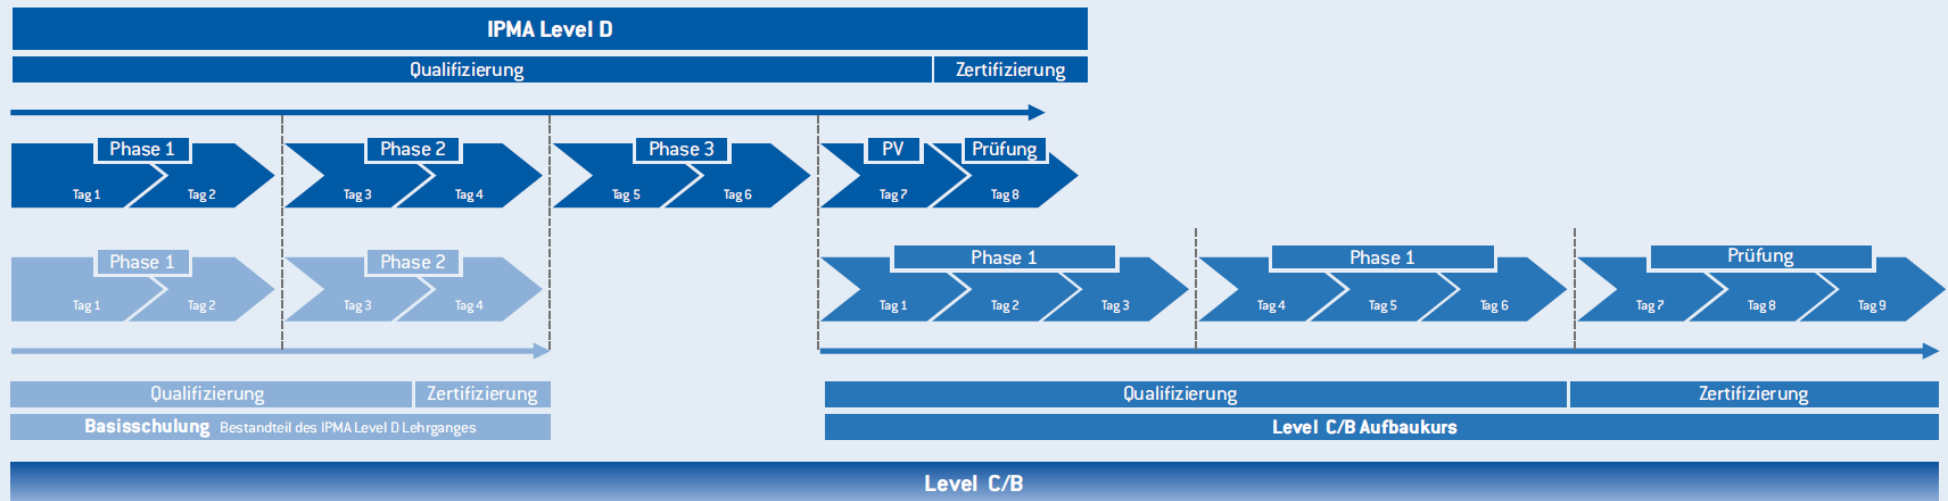 IPMA Level D
Qualifizierung Zertifizierung
Phase 1 Phase 2 Phase 3 PV Prüfung
Tag 1 Tag 2 Tag 3 Tag 4 Tag 5 Tag 6 Tag 7 Tag 8
Phase 1 Phase 2 Phase 1 Phase 1 Prüfung
Tag 1 Tag 2 Tag 3 Tag 4 Tag 1 Tag 2 Tag 3 Tag 4 Tag 5 Tag 6 Tag 7 Tag 8 Tag 9
Qualifizierung Zertifizierung Qualifizierung Zertifizierung
Basisschulung Bestandteil des IPMA Level D Lehrganges Level C/B Aufbaukurs
Level C/B